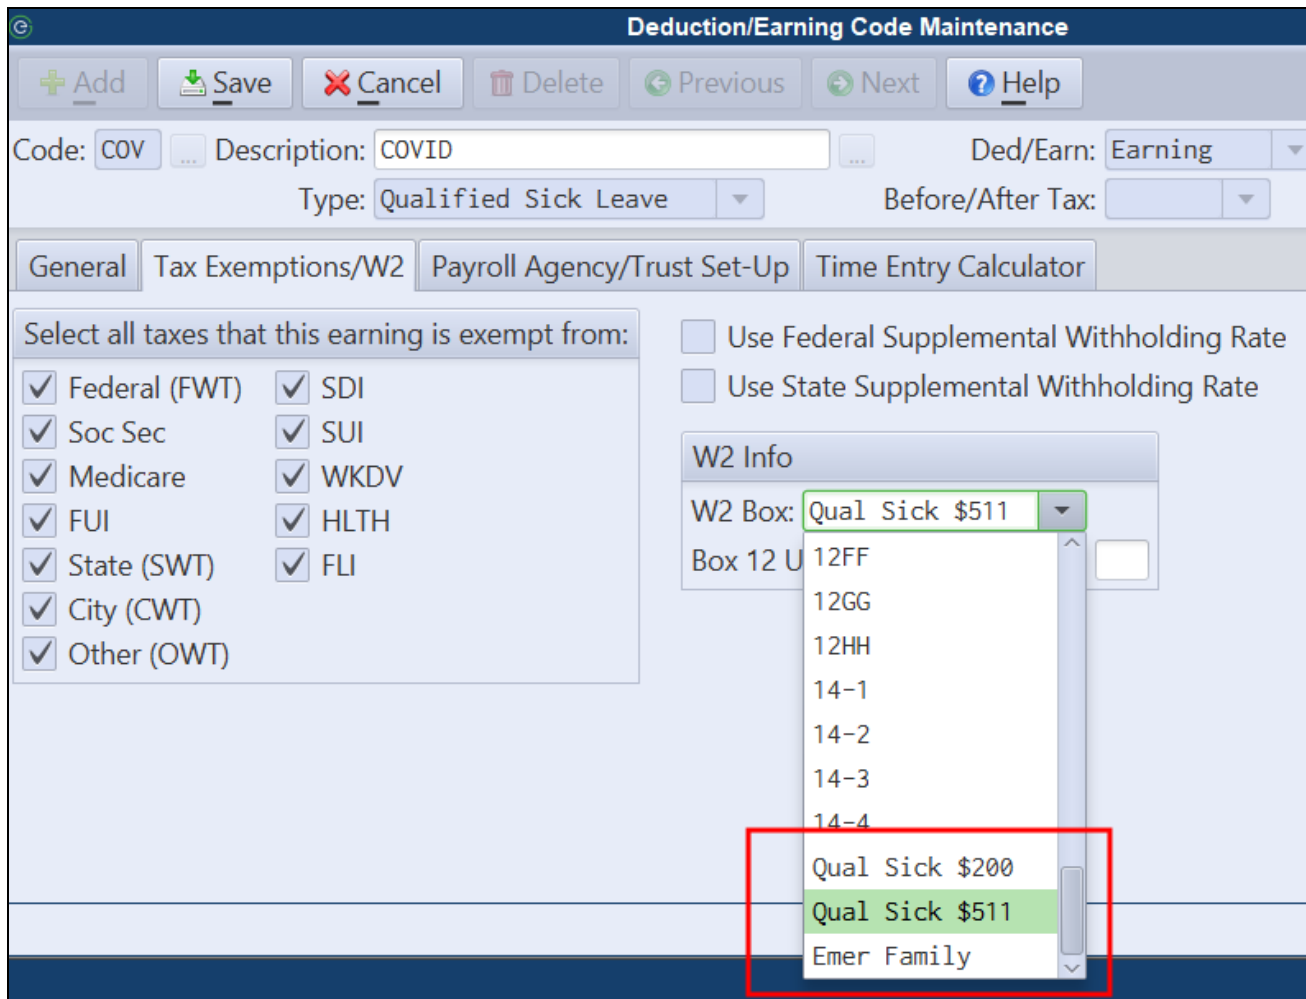 Deduction/Earning Code Maintenance
Add Save Cancel Delete Previous Next Help
Code: COV ... Description: COVID ... Ded/Earn: Earning
Type: Qualified Sick Leave Before/After Tax:
General Tax Exemptions/W2 Payroll Agency/Trust Set-Up Time Entry Calculator
Select all taxes that this earning is exempt from:
Federal (FWT) SDI
Soc Sec SUI
Medicare WKDV
FUI HLTH
State (SWT) FLI
City (CWT)
Other (OWT)
Use Federal Supplemental Withholding Rate
Use State Supplemental Withholding Rate
W2 Info
W2 Box: Qual Sick $511
Box 12 U
12FF
12GG
12HH
14-1
14-2
14-3
14-4
Qual Sick $200
Qual Sick $511
Emer Family